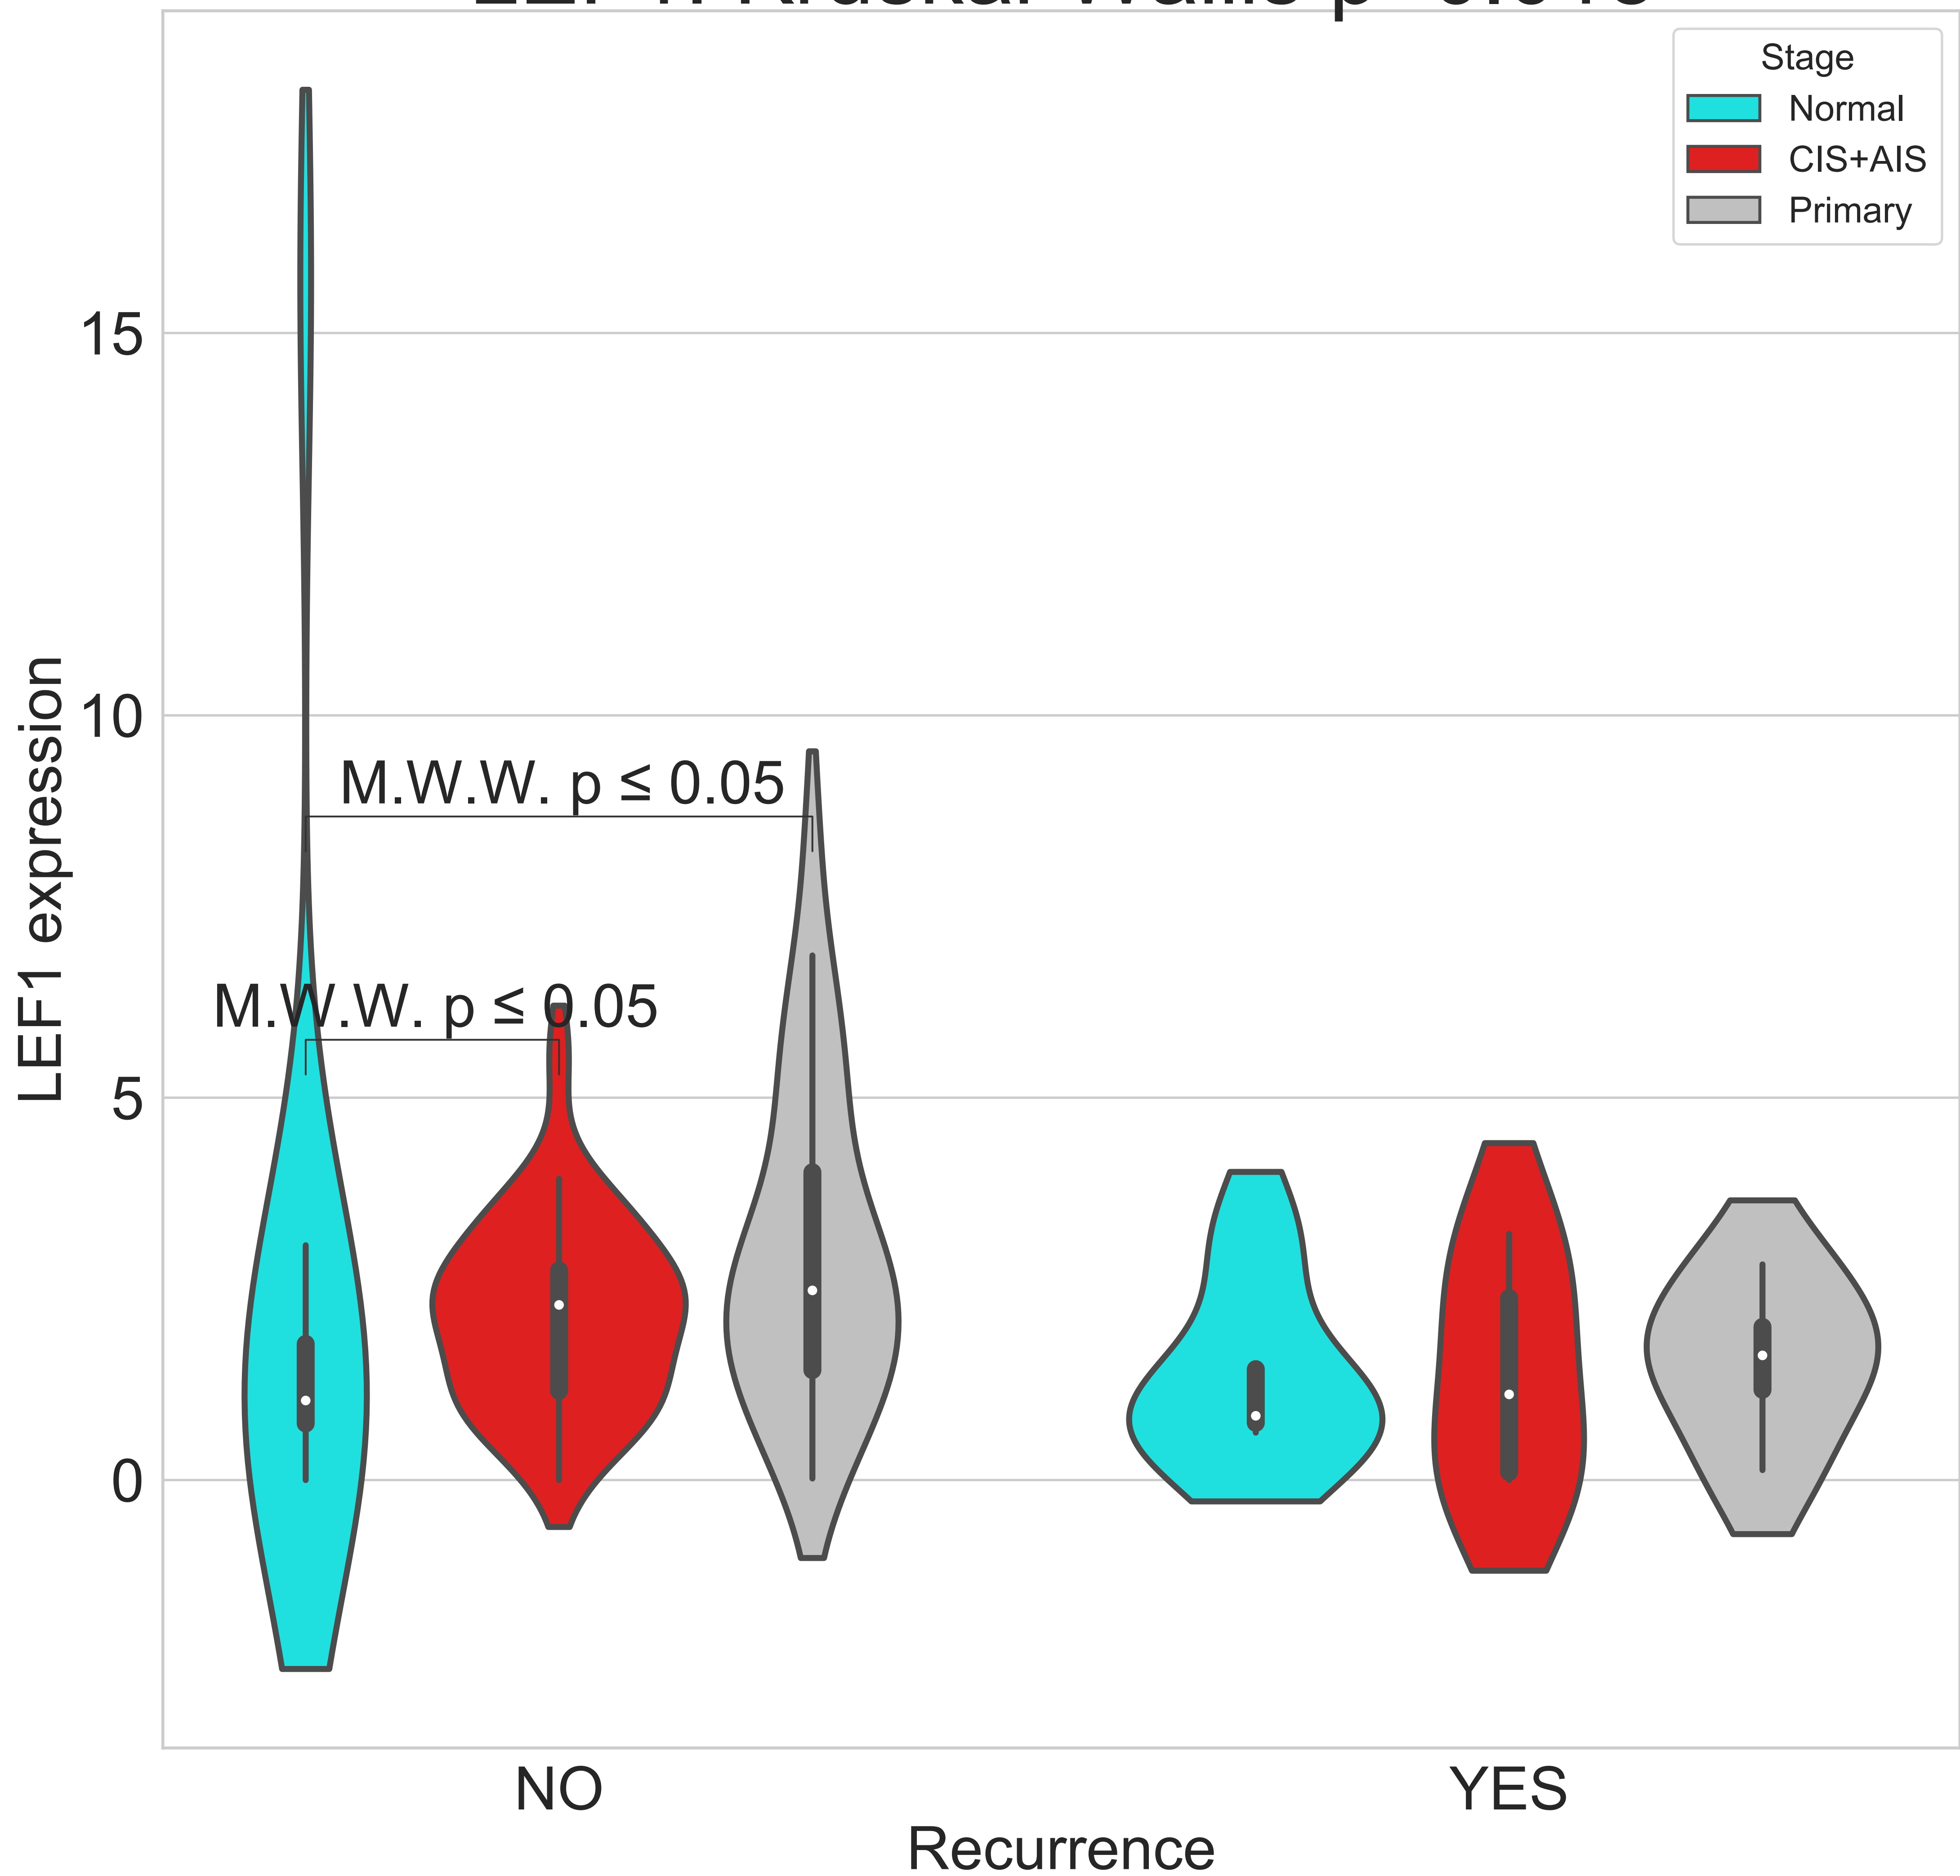 Stage
Normal
CIS+AIS
Primary
15
10
5
0
LEF1 expression
M.W.W. p ≤ 0.05
M.W.W. p ≤ 0.05
NO
YES
Recurrence